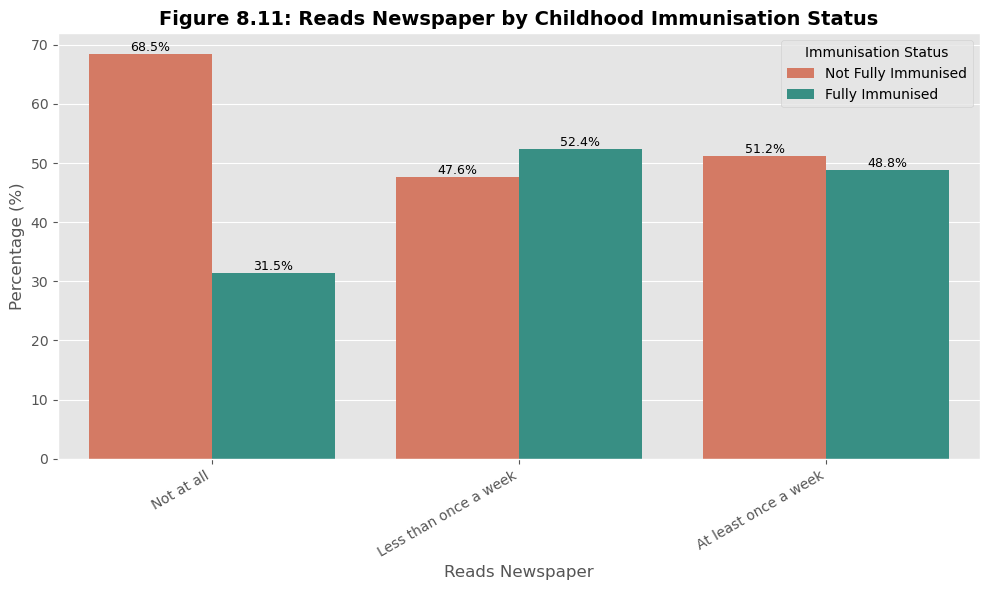 Figure 8.11: Reads Newspaper by Childhood Immunisation Status
Percentage (%)
70
60
50
40
30
20
10
0
68.5%
31.5%
47.6%
52.4%
51.2%
48.8%
Immunisation Status
Not Fully Immunised
Fully Immunised
Not at all
Less than once a week
At least once a week
Reads Newspaper